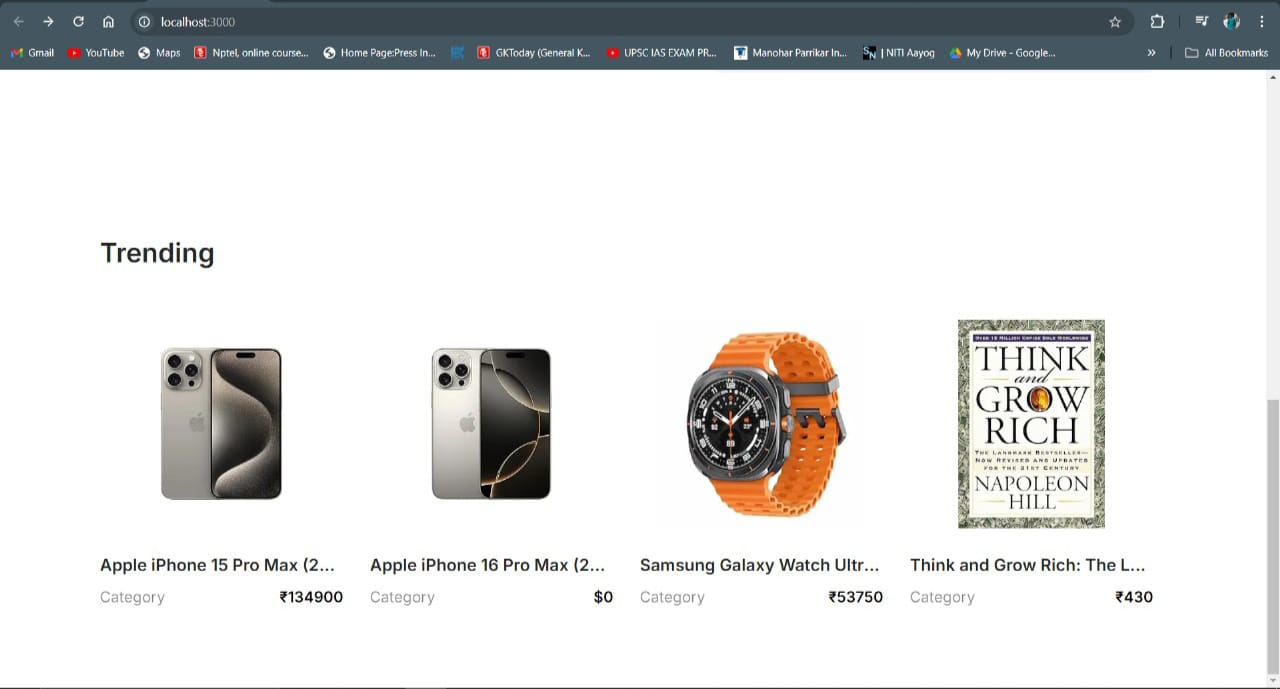 localhost:3000
Gmail
YouTube
Maps
Nptel, online course...
Home Page:Press In...
GKToday (General K...
UPSC IAS EXAM PR...
Manohar Parrikar In...
| NITI Aayog
My Drive - Google...
»
All Bookmarks
Trending
OVER 15 MILLION COPIES SOLD WORLDWIDE
THINK
and
GROW
RICH
THE LANDMARK BESTSELLER—
NOW REVISED AND UPDATED
FOR THE 21ST CENTURY
NAPOLEON
HILL
Apple iPhone 15 Pro Max (2...
Apple iPhone 16 Pro Max (2...
Samsung Galaxy Watch Ultr...
Think and Grow Rich: The L...
Category
₹134900
Category
$0
Category
₹53750
Category
₹430